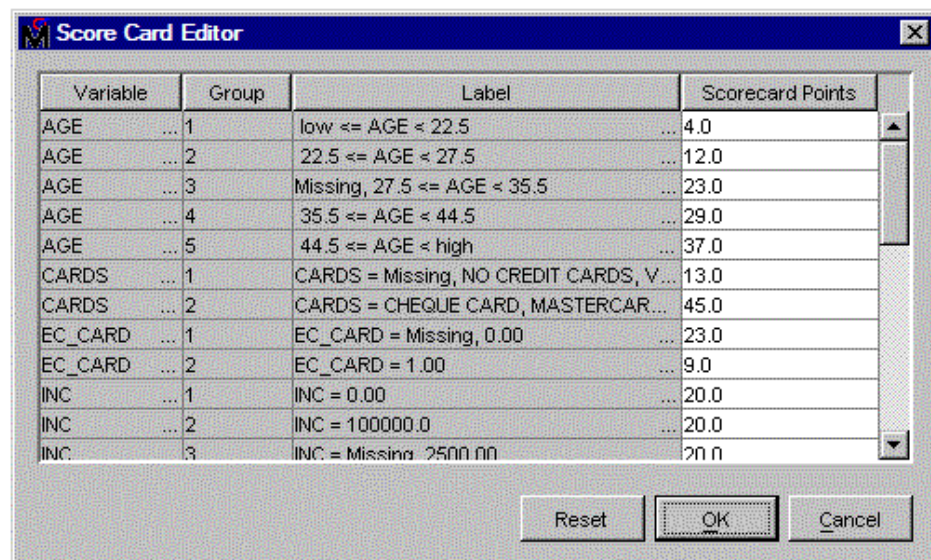 Score Card Editor
Variable Group Label Scorecard Points
AGE ... 1 low <= AGE < 22.5 ... 4.0
AGE ... 2 22.5 <= AGE < 27.5 ... 12.0
AGE ... 3 Missing, 27.5 <= AGE < 35.5 ... 23.0
AGE ... 4 35.5 <= AGE < 44.5 ... 29.0
AGE ... 5 44.5 <= AGE < high ... 37.0
CARDS ... 1 CARDS = Missing, NO CREDIT CARDS, V... 13.0
CARDS ... 2 CARDS = CHEQUE CARD, MASTERCAR... 45.0
EC_CARD ... 1 EC_CARD = Missing, 0.00 ... 23.0
EC_CARD ... 2 EC_CARD = 1.00 ... 9.0
INC ... 1 INC = 0.00 ... 20.0
INC ... 2 INC = 100000.0 ... 20.0
INC ... 3 INC = Missing, 2500.00 ... 20.0
Reset OK Cancel